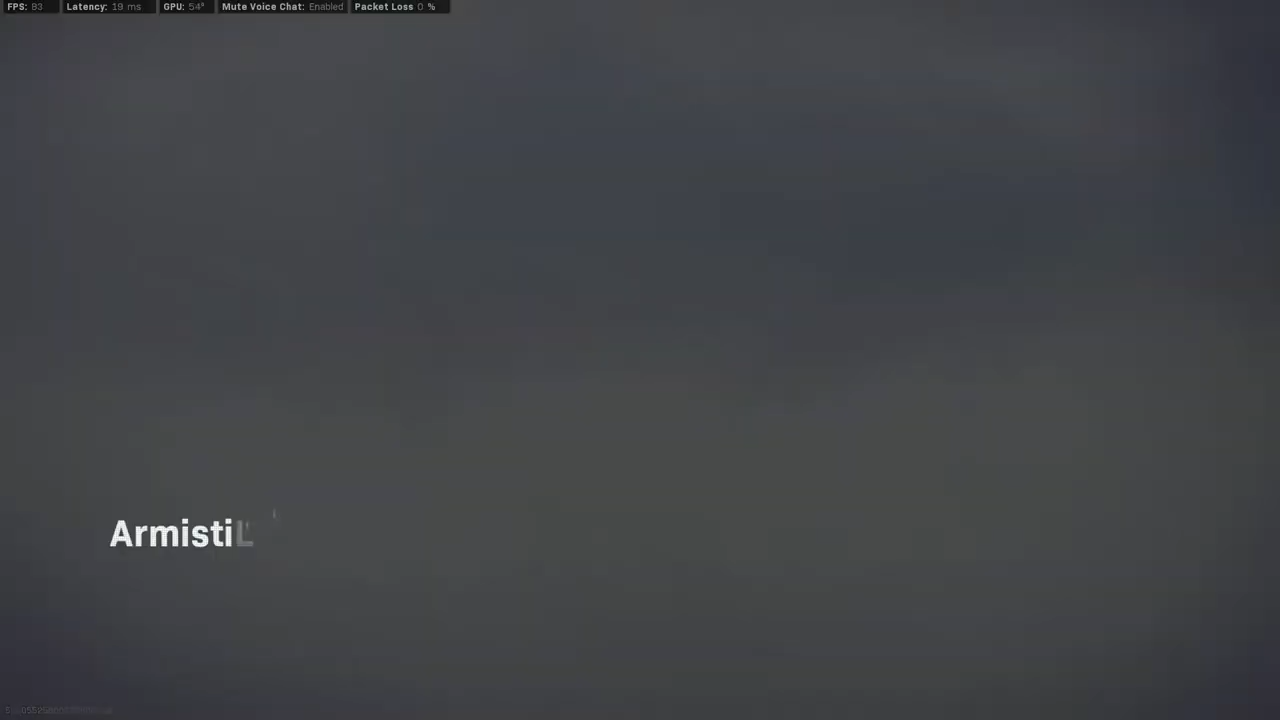 FPS: 83 Latency: 19 ms GPU: 54° Mute Voice Chat: Enabled Packet Loss 0 %
Armisti